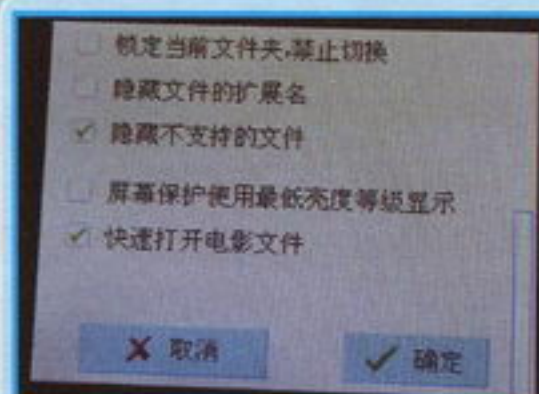 锁定当前文件夹,禁止切换
隐藏文件的扩展名
隐藏不支持的文件
屏幕保护使用最低亮度等级显示
快速打开电影文件
取消 确定